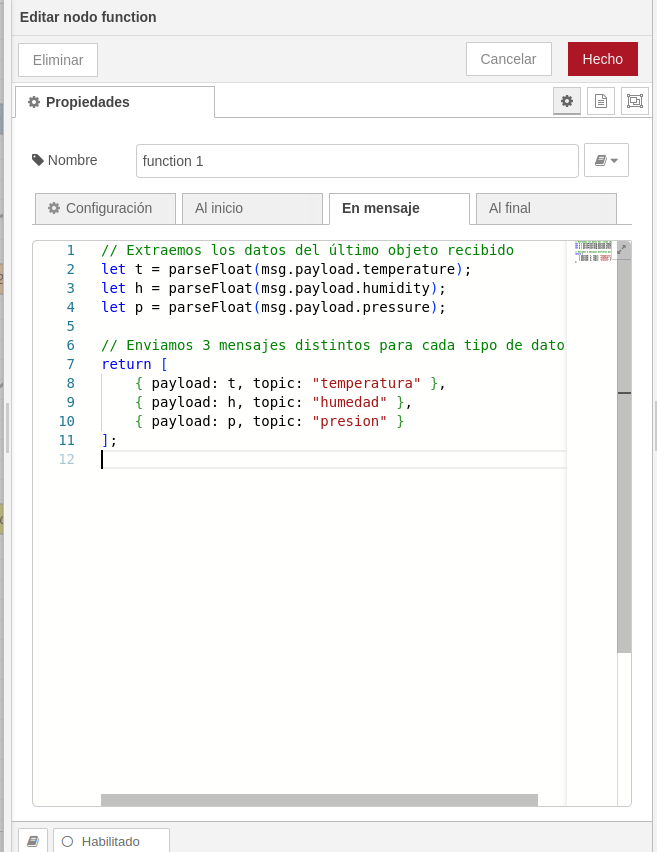 Editar nodo function
Eliminar
Cancelar
Hecho
Propiedades
Nombre
function 1
Configuración
Al inicio
En mensaje
Al final
1 // Extraemos los datos del último objeto recibido
2 let t = parseFloat(msg.payload.temperature);
3 let h = parseFloat(msg.payload.humidity);
4 let p = parseFloat(msg.payload.pressure);
5
6 // Enviamos 3 mensajes distintos para cada tipo de dato
7 return [
8     { payload: t, topic: "temperatura" },
9     { payload: h, topic: "humedad" },
10     { payload: p, topic: "presion" }
11 ];
12
Habilitado